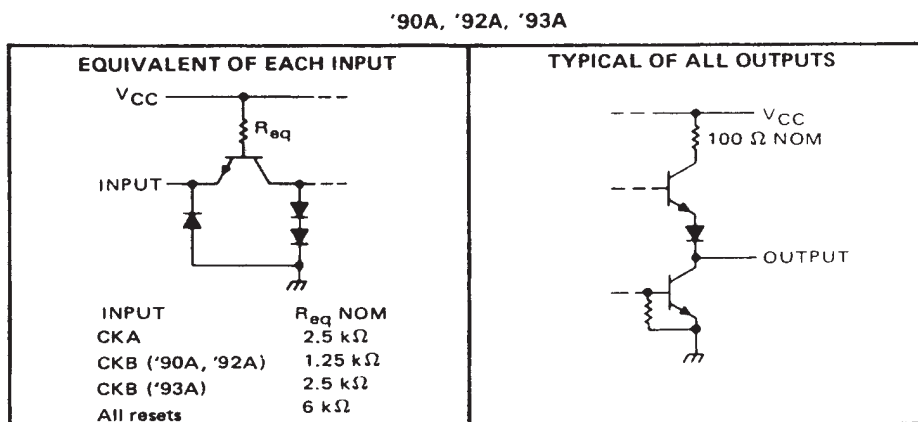 '90A, '92A, '93A
EQUIVALENT OF EACH INPUT
VCC
Req
INPUT
INPUT Req NOM
CKA 2.5 kΩ
CKB ('90A, '92A) 1.25 kΩ
CKB ('93A) 2.5 kΩ
All resets 6 kΩ
TYPICAL OF ALL OUTPUTS
VCC
100 Ω NOM
OUTPUT